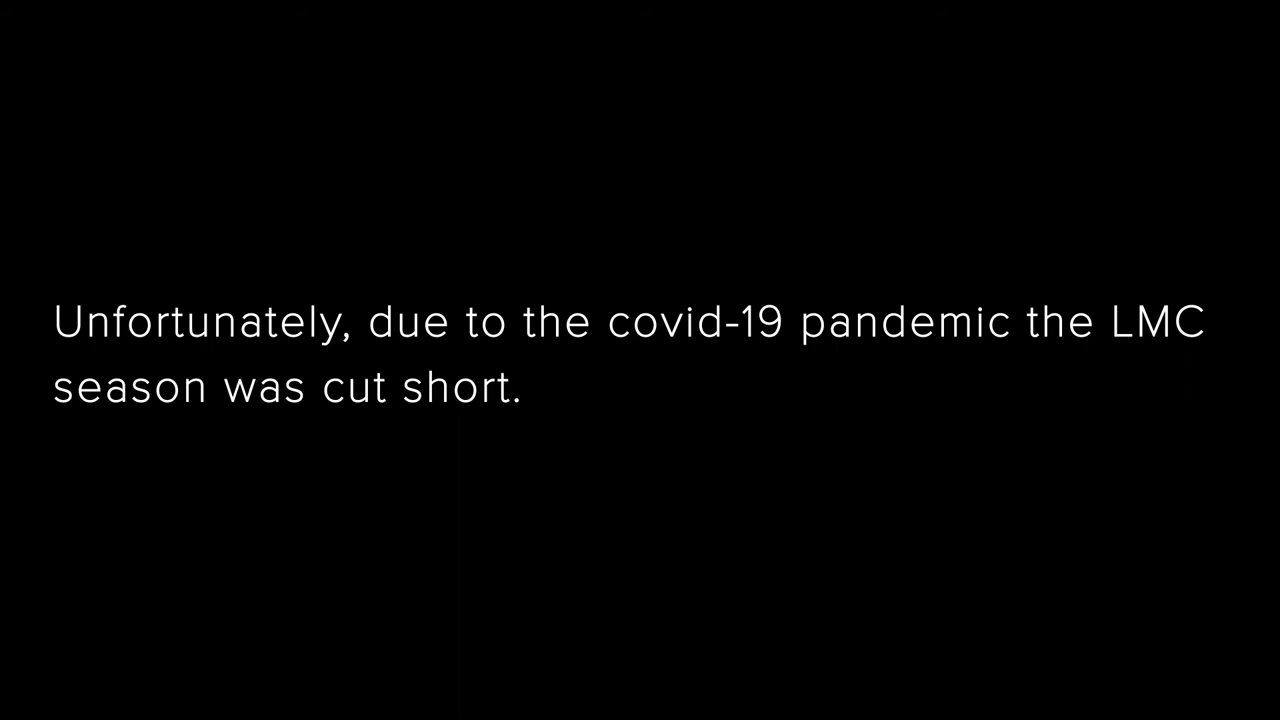 Unfortunately, due to the covid-19 pandemic the LMC
season was cut short.